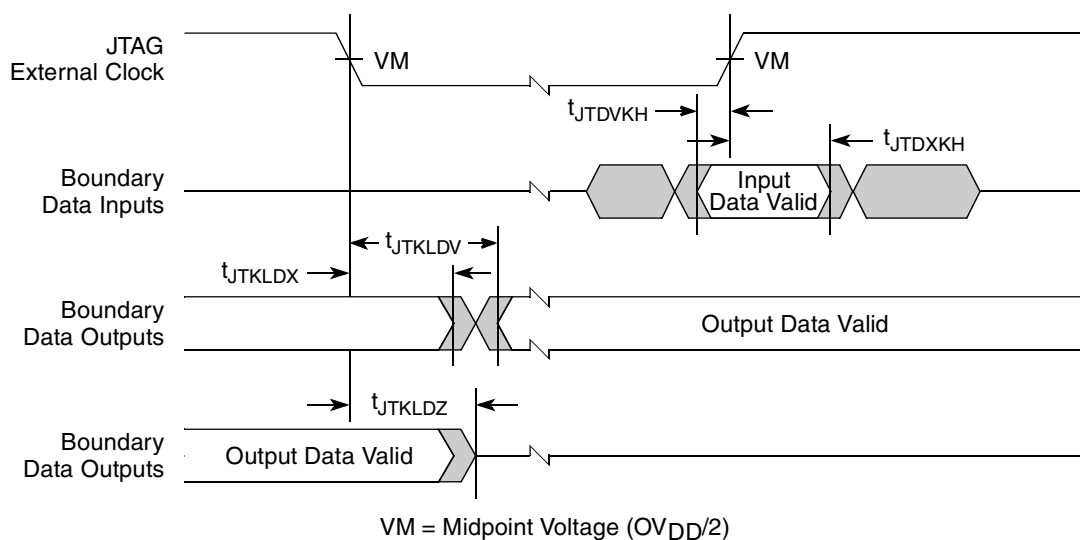 JTAG
External Clock
VM
VM
tJTDVKH
tJTDXKH
Boundary
Data Inputs
Input
Data Valid
tJTKLDV
tJTKLDX
Boundary
Data Outputs
Output Data Valid
tJTKLDZ
Boundary
Data Outputs
Output Data Valid
VM = Midpoint Voltage (OVDD/2)